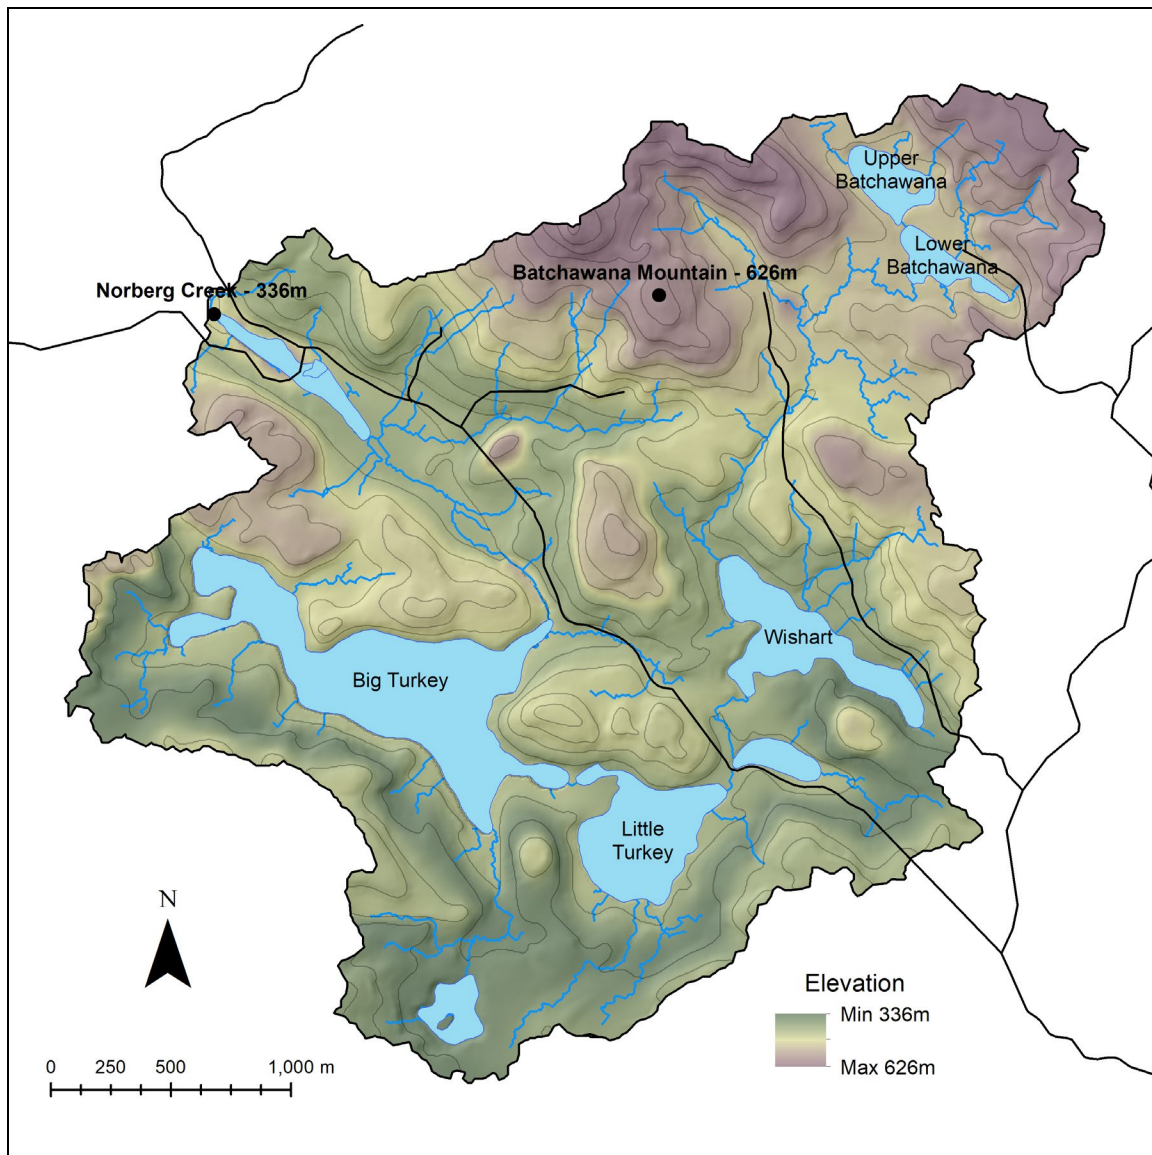 Upper
Batchawana
Lower
Batchawana
Batchawana Mountain - 626m
Norberg Creek - 336m
Wishart
Big Turkey
Little
Turkey
N
Elevation
Min 336m
Max 626m
0 250 500 1,000 m